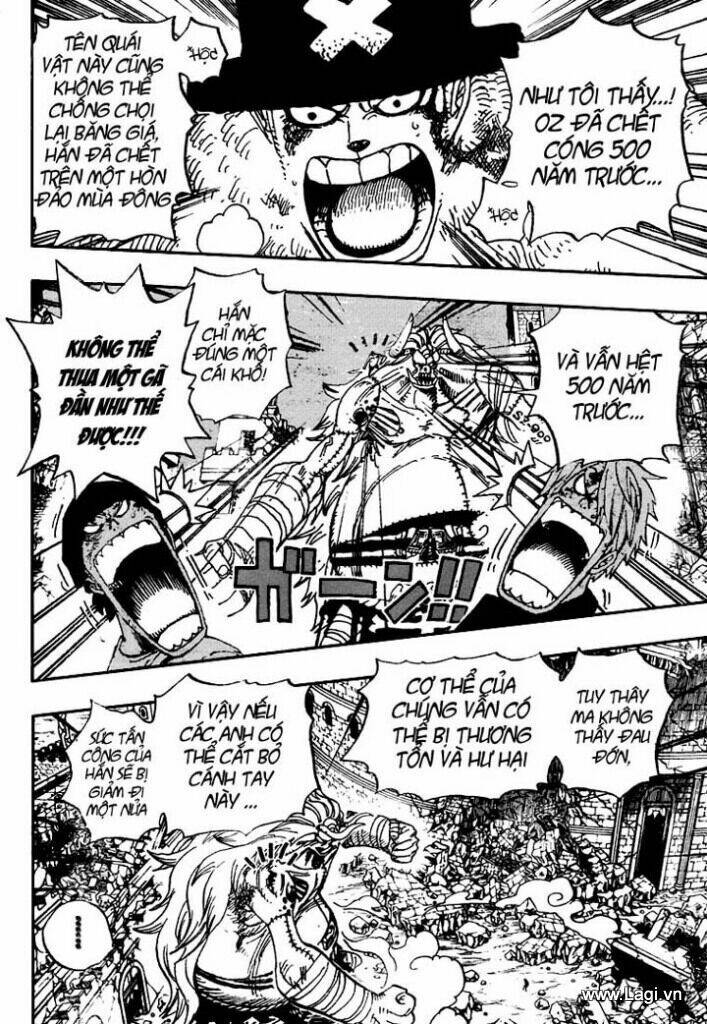 NHƯ TÔI THẤY...!
OZ ĐÃ CHẾT
CÓNG 500
NĂM TRƯỚC...
HỘC
HỘC
TÊN QUÁI
VẬT NÀY CŨNG
KHÔNG THỂ
CHỐNG CHỌI
LẠI BĂNG GIÁ,
HẮN ĐÃ CHẾT
TRÊN MỘT HÒN
ĐẢO MÙA ĐÔNG
VÀ VẪN HỆT
500 NĂM
TRƯỚC...
HẮN
CHỈ MẶC
ĐÚNG MỘT
CÁI KHỐ!
KHÔNG THỂ
THUA MỘT GÃ
ĐẦN NHƯ THẾ
ĐƯỢC!!!
ガーン!!
TUY THÂY
MA KHÔNG
THẤY ĐAU
ĐỚN,
CƠ THỂ CỦA
CHÚNG VẪN CÓ
THỂ BỊ THƯƠNG
TỔN VÀ HƯ HẠI
VÌ VẬY NẾU
CÁC ANH CÓ
THỂ CẮT BỎ
CÁNH TAY
NÀY ...
SỨC TẤN
CÔNG CỦA
HẮN SẼ BỊ
GIẢM ĐI
MỘT NỬA
......
www.Lagi.vn